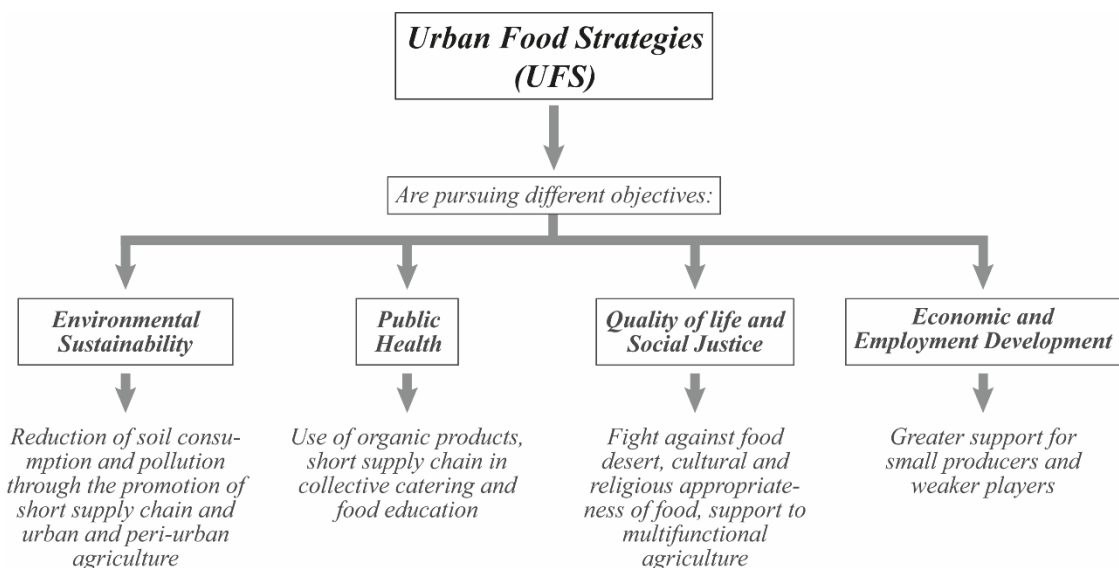 Urban Food Strategies
(UFS)
Are pursuing different objectives:
Environmental
Sustainability
Public
Health
Quality of life and
Social Justice
Economic and
Employment Development
Reduction of soil consu-
mption and pollution
through the promotion of
short supply chain and
urban and peri-urban
agriculture
Use of organic products,
short supply chain in
collective catering and
food education
Fight against food
desert, cultural and
religious appropriate-
ness of food, support to
multifunctional
agriculture
Greater support for
small producers and
weaker players